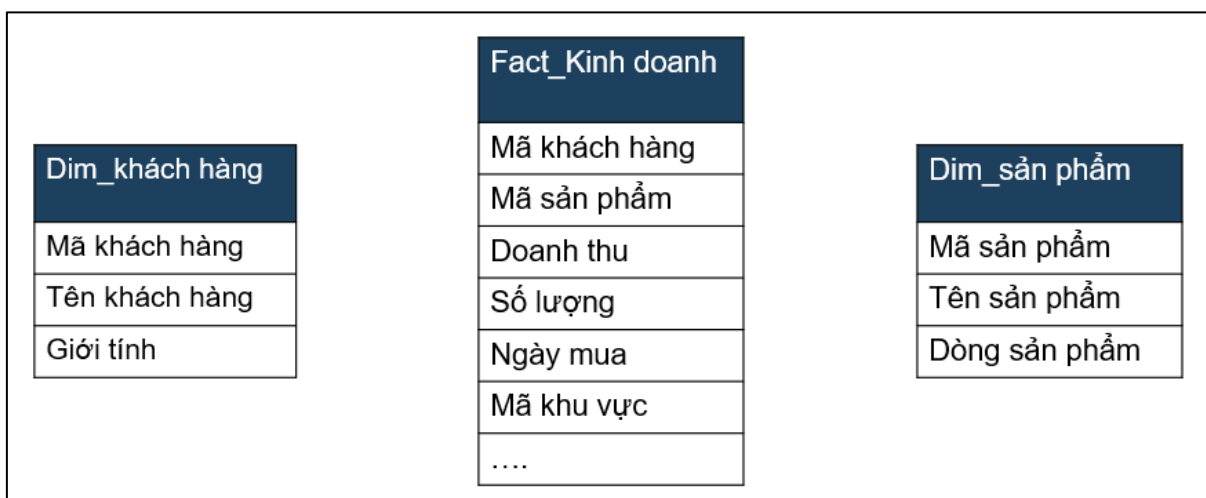 Dim_khách hàng
Mã khách hàng
Tên khách hàng
Giới tính
Fact_Kinh doanh
Mã khách hàng
Mã sản phẩm
Doanh thu
Số lượng
Ngày mua
Mã khu vực
....
Dim_sản phẩm
Mã sản phẩm
Tên sản phẩm
Dòng sản phẩm